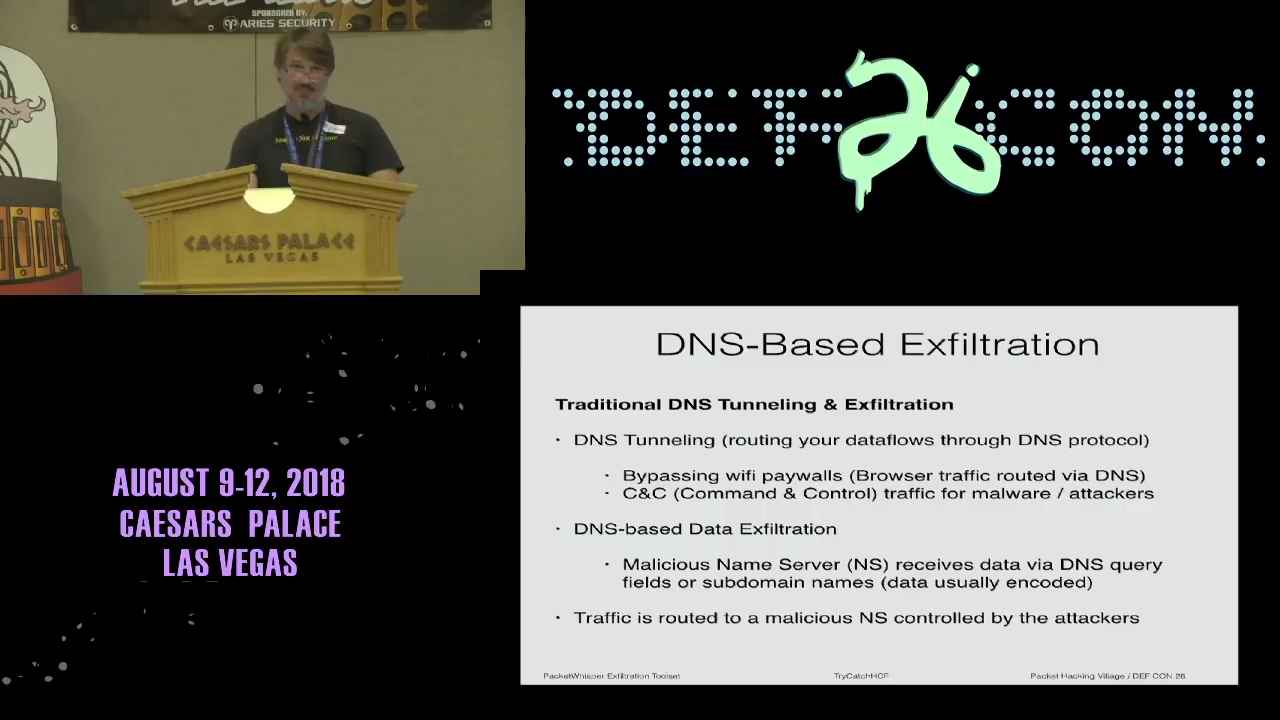 SPONSORED BY:
ARIES SECURITY
CAESARS PALACE
LAS VEGAS
DEF 26 CON
AUGUST 9-12, 2018
CAESARS PALACE
LAS VEGAS
DNS-Based Exfiltration
Traditional DNS Tunneling & Exfiltration
· DNS Tunneling (routing your dataflows through DNS protocol)
· Bypassing wifi paywalls (Browser traffic routed via DNS)
· C&C (Command & Control) traffic for malware / attackers
· DNS-based Data Exfiltration
· Malicious Name Server (NS) receives data via DNS query
fields or subdomain names (data usually encoded)
· Traffic is routed to a malicious NS controlled by the attackers
PacketWhisper Exfiltration Toolset TryCatchHCF Packet Hacking Village / DEF CON 26